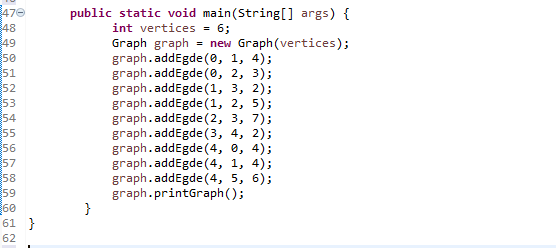 47 public static void main(String[] args) {
48 int vertices = 6;
49 Graph graph = new Graph(vertices);
50 graph.addEgde(0, 1, 4);
51 graph.addEgde(0, 2, 3);
52 graph.addEgde(1, 3, 2);
53 graph.addEgde(1, 2, 5);
54 graph.addEgde(2, 3, 7);
55 graph.addEgde(3, 4, 2);
56 graph.addEgde(4, 0, 4);
57 graph.addEgde(4, 1, 4);
58 graph.addEgde(4, 5, 6);
59 graph.printGraph();
60 }
61 }
62